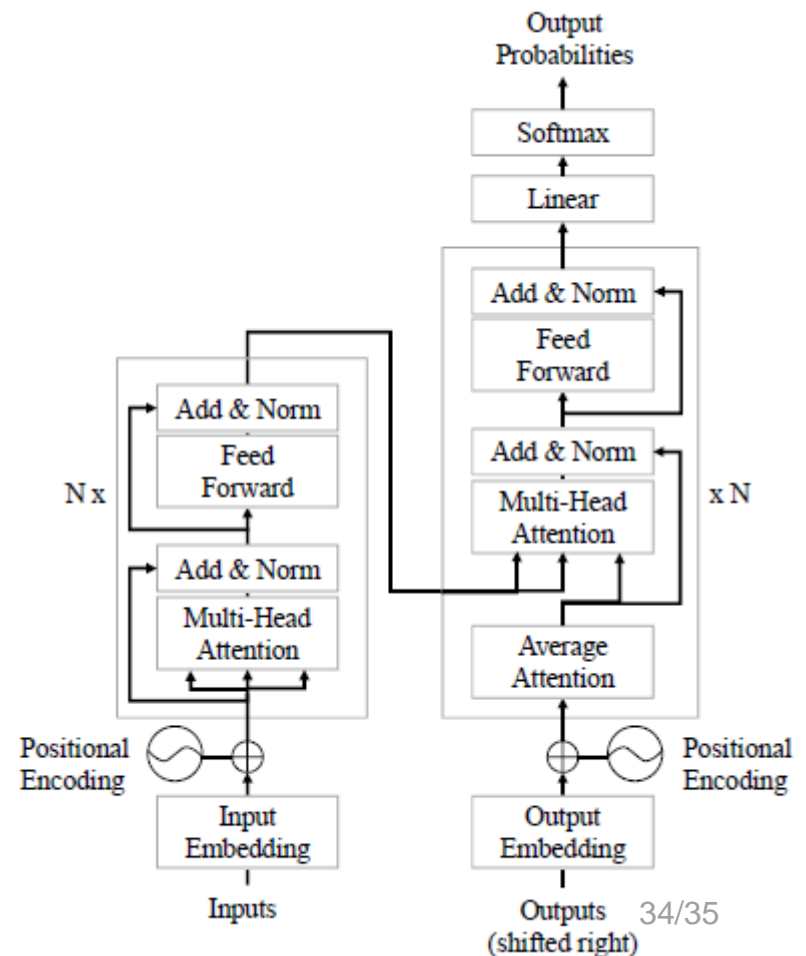 Output
Probabilities
Softmax
Linear
Add & Norm
Feed
Forward
Add & Norm
Multi-Head
Attention
Average
Attention
x N
Positional
Encoding
Output
Embedding
Outputs
(shifted right)
Add & Norm
Feed
Forward
N x
Add & Norm
Multi-Head
Attention
Positional
Encoding
Input
Embedding
Inputs
34/35